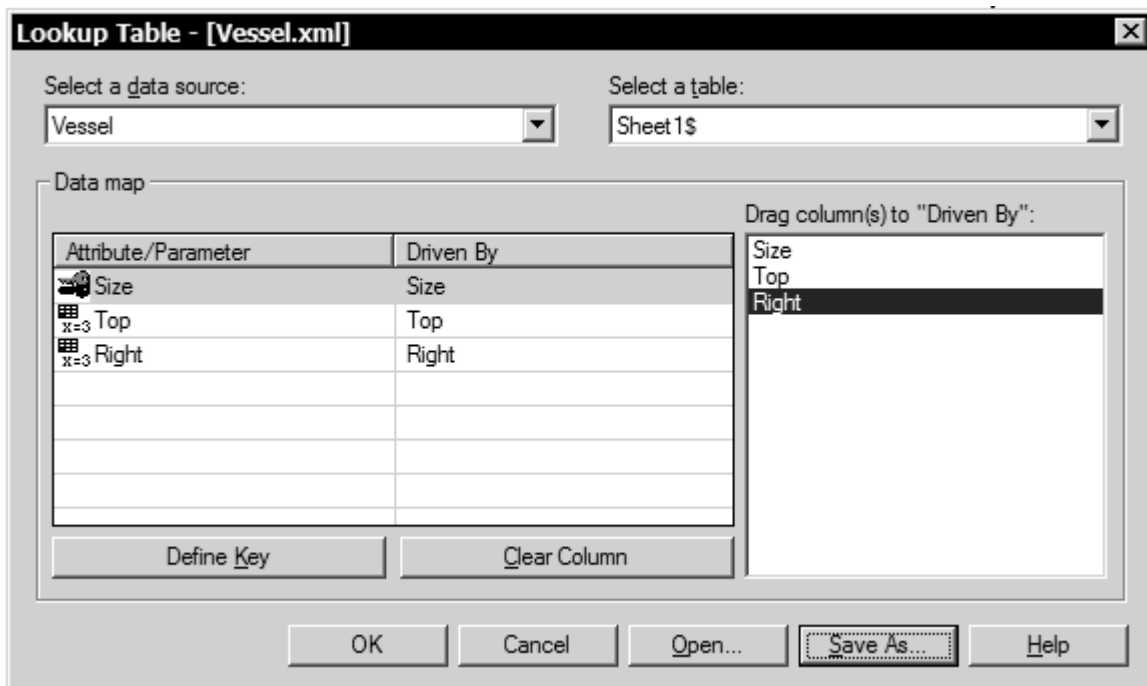 Lookup Table - [Vessel.xml]
Select a data source:
Select a table:
Vessel
Sheet1$
Data map
Drag column(s) to "Driven By":
Attribute/Parameter
Driven By
Size
Size
x=3 Top
Top
x=3 Right
Right
Size
Top
Right
Define Key
Clear Column
OK
Cancel
Open...
Save As...
Help